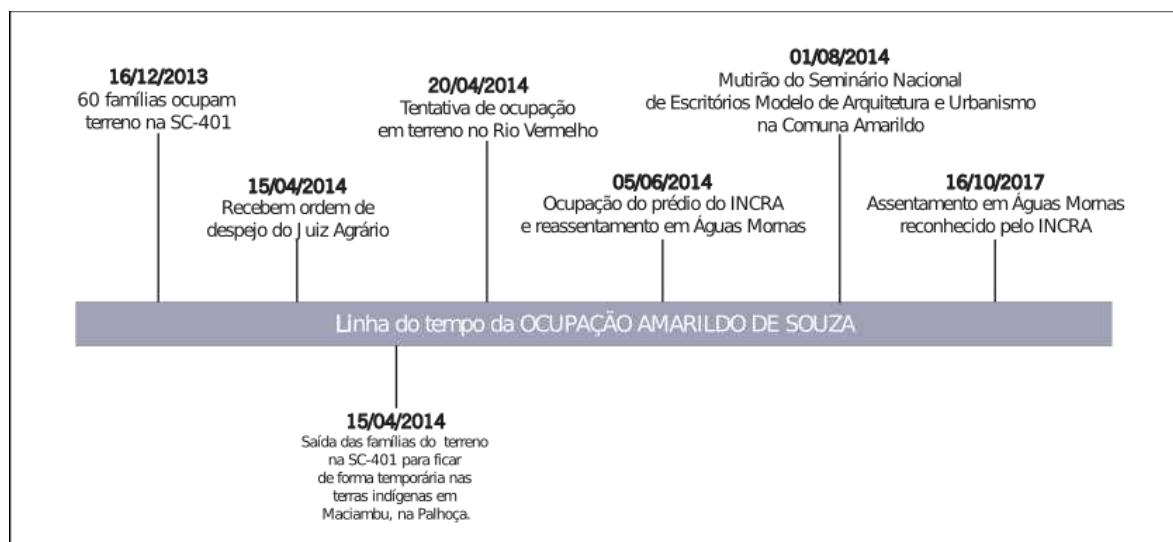 16/12/2013
60 famílias ocupam
terreno na SC-401
15/04/2014
Recebem ordem de
despejo do Juiz Agrário
20/04/2014
Tentativa de ocupação
em terreno no Rio Vermelho
05/06/2014
Ocupação do prédio do INCRA
e reassentamento em Águas Mornas
01/08/2014
Mutirão do Seminário Nacional
de Escritórios Modelo de Arquitetura e Urbanismo
na Comuna Amarildo
16/10/2017
Assentamento em Águas Mornas
reconhecido pelo INCRA
Linha do tempo da OCUPAÇÃO AMARILDO DE SOUZA
15/04/2014
Saída das famílias do terreno
na SC-401 para ficar
de forma temporária nas
terras indígenas em
Maciambu, na Palhoça.